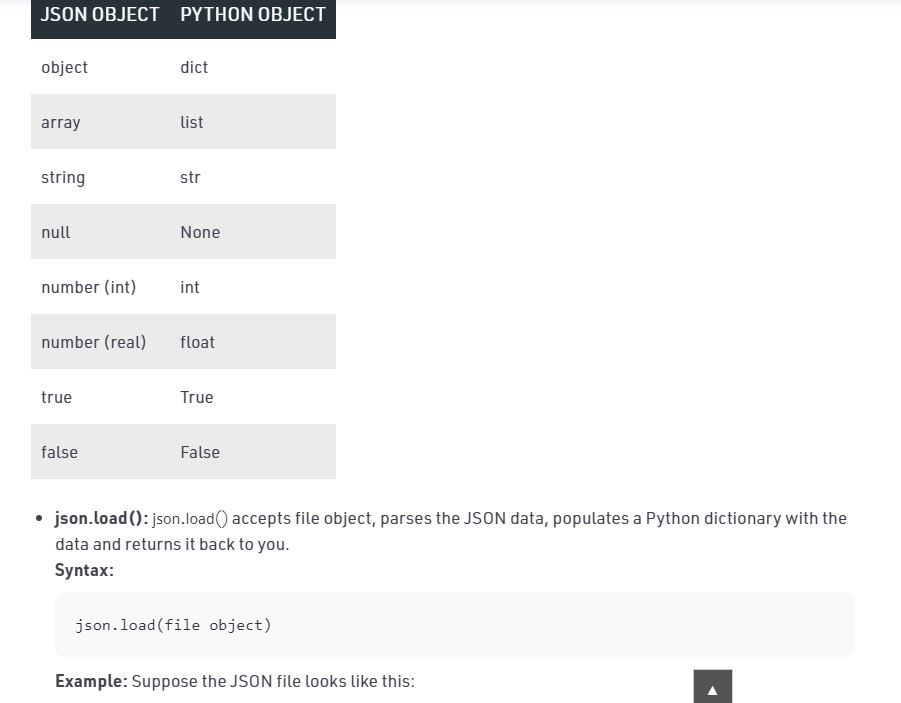 JSON OBJECT PYTHON OBJECT
object dict
array list
string str
null None
number (int) int
number (real) float
true True
false False
• json.load(): json.load() accepts file object, parses the JSON data, populates a Python dictionary with the
data and returns it back to you.
Syntax:
json.load(file object)
Example: Suppose the JSON file looks like this: